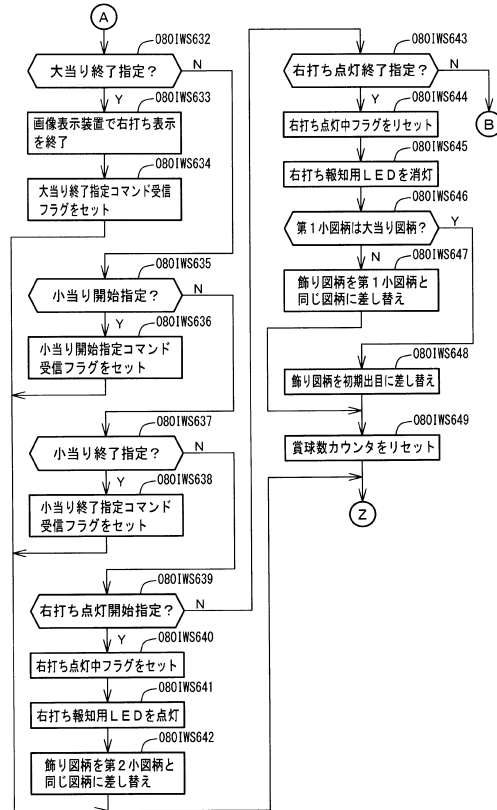 A
080IWS632
大当り終了指定？
N
Y
080IWS633
画像表示装置で右打ち表示
を終了
080IWS634
大当り終了指定コマンド受信
フラグをセット
080IWS635
小当り開始指定？
N
Y
080IWS636
小当り開始指定コマンド
受信フラグをセット
080IWS637
小当り終了指定？
N
Y
080IWS638
小当り終了指定コマンド
受信フラグをセット
080IWS639
右打ち点灯開始指定？
N
Y
080IWS640
右打ち点灯中フラグをセット
080IWS641
右打ち報知用ＬＥＤを点灯
080IWS642
飾り図柄を第２小図柄と
同じ図柄に差し替え
080IWS643
右打ち点灯終了指定？
N
B
Y
080IWS644
右打ち点灯中フラグをリセット
080IWS645
右打ち報知用ＬＥＤを消灯
080IWS646
第１小図柄は大当り図柄？
Y
N
080IWS647
飾り図柄を第１小図柄と
同じ図柄に差し替え
080IWS648
飾り図柄を初期出目に差し替え
080IWS649
賞球数カウンタをリセット
Z